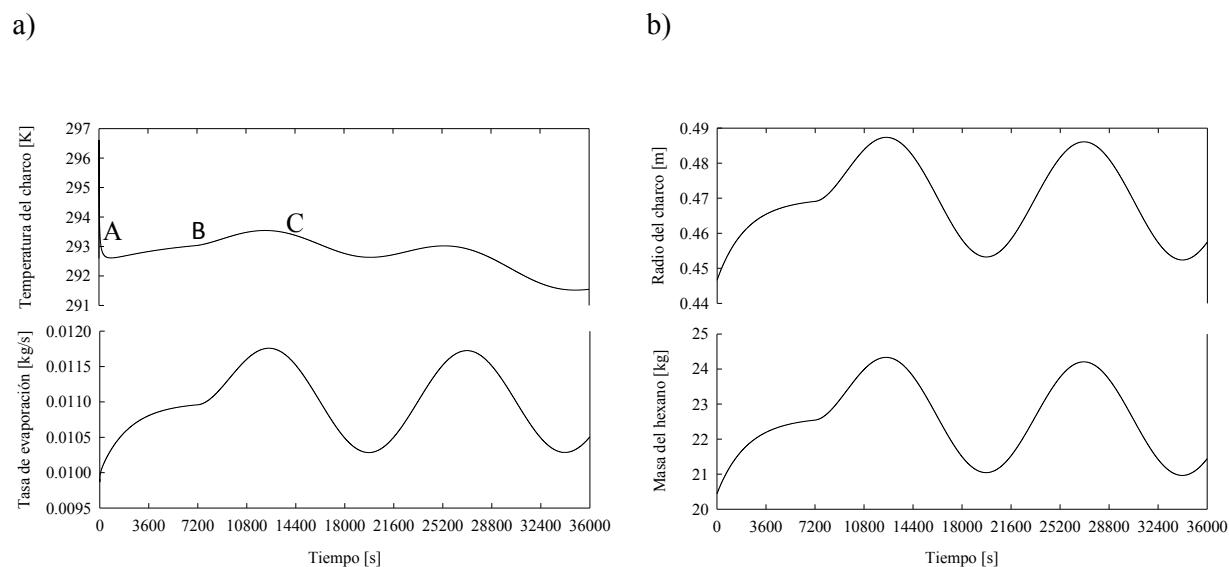 a)
b)
Temperatura del charco [K]
297
296
295
294
293
292
291
A
B
C
Tasa de evaporación [kg/s]
0.0120
0.0115
0.0110
0.0105
0.0100
0.0095
0 3600 7200 10800 14400 18000 21600 25200 28800 32400 36000
Tiempo [s]
Radio del charco [m]
0.49
0.48
0.47
0.46
0.45
0.44
Masa del hexano [kg]
25
24
23
22
21
20
0 3600 7200 10800 14400 18000 21600 25200 28800 32400 36000
Tiempo [s]